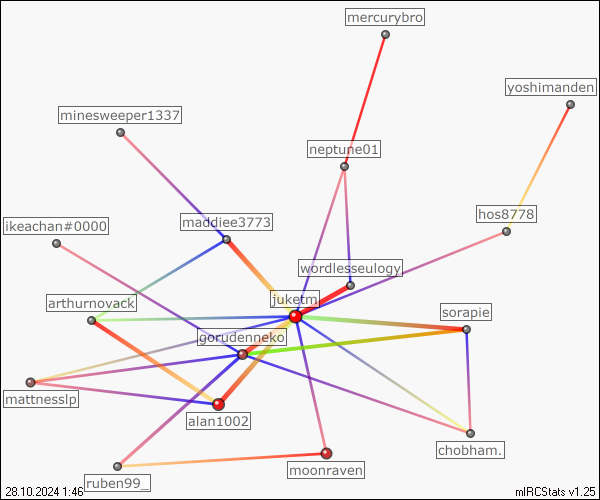 mercurybro
yoshimanden
minesweeper1337
neptune01
maddiee3773
hos8778
ikeachan#0000
wordlesseulogy
juketm
arthurnovack
sorapie
gorudenneko
mattnesslp
alan1002
chobham.
moonraven
ruben99_
28.10.2024 1:46
mIRCStats v1.25